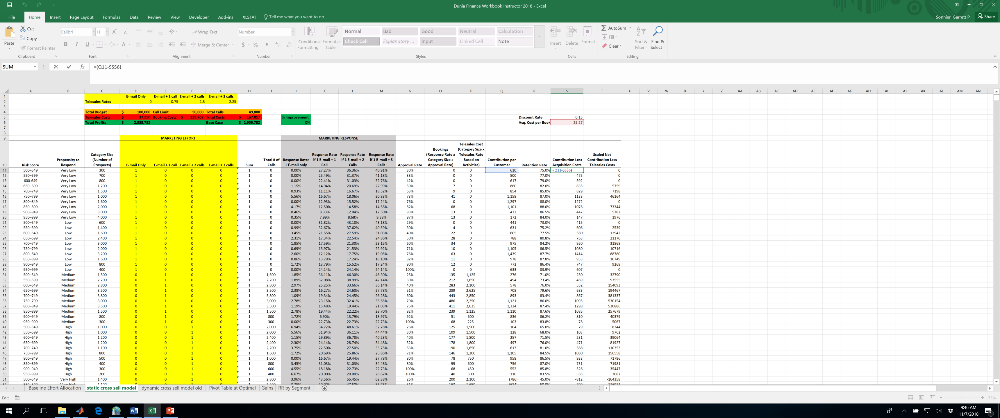 Dunia Finance Workbook Instructor 2018 - Excel
File Home Insert Page Layout Formulas Data Review View Developer Add-ins XLSTAT Tell me what you want to do... Sonnier, Garrett P Share
Paste Cut Copy Format Painter Clipboard
Calibri 11 A A B I U A Font
Wrap Text Merge & Center Alignment
Number $ % , Number
Conditional Formatting Format as Table
Normal Bad Good Neutral Calculation
Check Cell Explanatory ... Input Linked Cell Note
Styles
Insert Delete Format Cells
AutoSum Fill Clear Sort & Filter Find & Select Editing
SUM fx =(Q11-$S$6)
A B C D E F G H I J K L M N O P Q R S T U V W X Y Z AA AB AC AD AE AF AG AH AI AJ AK AL AM AN
1 E-mail Only E-mail + 1 call E-mail + 2 calls E-mail + 3 calls
2 Telesales Rates 0 0.75 1.5 2.25
3
4 Total Budget $ 100,000 Call Limit 50,000 Total Calls 49,800
5 Telesales Costs $ 37,350 Booking Costs $ 129,707 Total Costs $ 167,057 % Improvement Discount Rate 0.15
6 Total Profits $ 2,959,782 Base Case $ 2,959,782 0% Acq. Cost per Book 25.27
7
8
9 MARKETING EFFORT MARKETING RESPONSE
10 Risk Score Propensity to Respond Category Size (Number of Prospects) E-mail Only E-mail + 1 call E-mail + 2 calls E-mail + 3 calls Sum Total # of Calls Response Rate: 1 E-mail only Response Rate if 1 E-mail + 1 Call Response Rate if 1 E-mail + 2 Calls Response Rate if 1 E-mail + 3 Calls Approval Rate Bookings (Response Rate x Category Size x Approval Rate) Telesales Cost (Category Size x Telesales Rate Based on Activities) Contribution per Customer Retention Rate Contribution Less Acquisition Costs Scaled Net Contribution Less Telesales Costs
11 500–549 Very Low 300 1 0 0 0 1 0 0.00% 27.27% 36.36% 40.91% 30% 0 0 610 75.0% =(Q11-$S$6) 0
12 550–599 Very Low 700 1 0 0 0 1 0 0.00% 25.49% 31.37% 41.18% 33% 0 0 500 77.0% 475 0
13 600-649 Very Low 800 1 0 0 0 1 0 0.00% 22.41% 31.03% 32.76% 42% 0 0 617 79.0% 592 0
14 650–699 Very Low 1,200 1 0 0 0 1 0 1.15% 14.94% 20.69% 22.99% 50% 7 0 860 82.0% 835 5759
15 700–749 Very Low 1,500 1 0 0 0 1 0 0.93% 11.11% 16.67% 18.52% 63% 9 0 854 85.0% 829 7198
16 750–799 Very Low 1,000 1 0 0 0 1 0 5.56% 16.67% 18.06% 20.83% 73% 41 0 1,158 87.0% 1133 46164
17 800–849 Very Low 1,600 1 0 0 0 1 0 0.00% 12.93% 15.52% 17.24% 76% 0 0 1,297 88.0% 1272 0
18 850–899 Very Low 2,000 1 0 0 0 1 0 4.17% 12.50% 14.58% 14.58% 82% 68 0 1,101 88.0% 1076 73344
19 900–949 Very Low 3,000 1 0 0 0 1 0 0.46% 8.33% 12.04% 12.50% 93% 13 0 472 86.5% 447 5782
20 950–999 Very Low 4,000 1 0 0 0 1 0 0.35% 7.99% 8.68% 9.38% 97% 13 0 172 84.0% 147 1976
21 500–549 Low 600 1 0 0 0 1 0 0.00% 31.82% 43.18% 43.18% 29% 0 0 441 73.0% 415 0
22 550–599 Low 1,400 1 0 0 0 1 0 0.99% 32.67% 37.62% 40.59% 30% 4 0 631 75.2% 606 2539
23 600–649 Low 1,600 1 0 0 0 1 0 3.45% 21.55% 27.59% 31.03% 40% 22 0 605 77.5% 580 12942
24 650–699 Low 2,400 1 0 0 0 1 0 2.31% 17.34% 22.54% 24.86% 50% 28 0 788 80.8% 763 21170
25 700–749 Low 3,000 1 0 0 0 1 0 1.85% 17.59% 21.30% 23.15% 60% 34 0 975 84.2% 950 31868
26 750–799 Low 2,000 1 0 0 0 1 0 0.69% 15.97% 21.53% 22.92% 71% 10 0 1,105 86.5% 1080 10716
27 800–849 Low 3,200 1 0 0 0 1 0 2.60% 12.12% 17.75% 19.05% 76% 63 0 1,439 87.7% 1414 88780
28 850–899 Low 1,600 1 0 0 0 1 0 0.86% 13.79% 17.24% 18.10% 82% 11 0 978 87.8% 953 10749
29 900–949 Low 800 1 0 0 0 1 0 1.72% 13.79% 15.52% 17.24% 90% 12 0 772 86.4% 747 9268
30 950–999 Low 400 1 0 0 0 1 0 0.00% 24.14% 24.14% 24.14% 100% 0 0 633 83.9% 607 0
31 500–549 Medium 1,500 0 1 0 0 1 1,500 1.85% 36.11% 46.30% 46.30% 25% 135 1,125 276 71.0% 250 32790
32 550–599 Medium 2,200 0 1 0 0 1 2,200 1.89% 32.08% 38.99% 42.14% 30% 212 1,650 494 73.4% 469 97555
33 600–649 Medium 2,800 0 1 0 0 1 2,800 2.97% 25.25% 33.66% 36.14% 40% 283 2,100 578 76.0% 552 154093
34 650–699 Medium 3,500 0 1 0 0 1 3,500 2.38% 16.27% 24.60% 27.78% 51% 289 2,625 708 79.6% 683 194467
35 700–749 Medium 3,800 0 1 0 0 1 3,800 1.09% 19.34% 24.45% 26.28% 60% 443 2,850 893 83.4% 867 381337
36 750–799 Medium 3,000 0 1 0 0 1 3,000 2.78% 23.15% 32.41% 35.65% 70% 486 2,250 1,121 86.0% 1095 530154
37 800–849 Medium 3,500 0 1 0 0 1 3,500 1.19% 15.48% 19.44% 21.03% 76% 411 2,625 1,324 87.4% 1298 530886
38 850–899 Medium 1,500 0 1 0 0 1 1,500 2.78% 19.44% 22.22% 28.70% 82% 239 1,125 1,110 87.6% 1085 257679
39 900–949 Medium 800 0 1 0 0 1 800 1.72% 6.90% 13.79% 18.97% 92% 51 600 836 86.2% 810 40379
40 950–999 Medium 300 0 1 0 0 1 300 0.00% 22.73% 22.73% 22.73% 100% 68 225 103 83.8% 78 5067
41 500–549 High 1,000 0 0 1 0 1 2,000 6.94% 34.72% 48.61% 52.78% 26% 125 1,500 104 65.0% 79 8344
42 550–599 High 1,000 0 0 1 0 1 2,000 5.56% 31.94% 36.11% 44.44% 30% 109 1,500 128 68.0% 103 9762
43 600–649 High 1,200 0 0 1 0 1 2,400 1.15% 29.89% 36.78% 40.23% 40% 177 1,800 257 71.5% 231 39064
44 650–699 High 1,200 0 0 1 0 1 2,400 2.30% 24.14% 28.74% 34.48% 52% 178 1,800 497 76.0% 471 81927
45 700–749 High 1,100 0 0 1 0 1 2,200 3.75% 22.50% 27.50% 33.75% 63% 190 1,650 613 81.0% 588 110353
46 750–799 High 800 0 0 1 0 1 1,600 1.72% 20.69% 25.86% 25.86% 71% 146 1,200 1,105 84.5% 1080 156558
47 800–849 High 500 0 0 1 0 1 1,000 0.00% 16.67% 19.44% 27.78% 80% 78 750 958 86.5% 933 71786
48 850–899 High 400 0 0 1 0 1 800 3.45% 31.03% 31.03% 34.48% 80% 99 600 756 87.0% 731 71981
49 900–949 High 300 0 0 1 0 1 600 4.55% 18.18% 22.73% 22.73% 100% 68 450 552 85.8% 526 35447
50 950–999 High 200 0 0 1 0 1 400 6.67% 20.00% 20.00% 26.67% 100% 40 300 110 83.5% 85 3087
51 500–549 Very High 1,400 0 0 1 0 1 2,800 3.96% 43.56% 55.45% 62.38% 26% 200 2,100 (786) 45.0% -812 -164358
Baseline Effort Allocation static cross sell model dynamic cross sell model old Pivot Table at Optimal Gains RR by Segment
Edit 75%
9:46 AM
11/7/2018